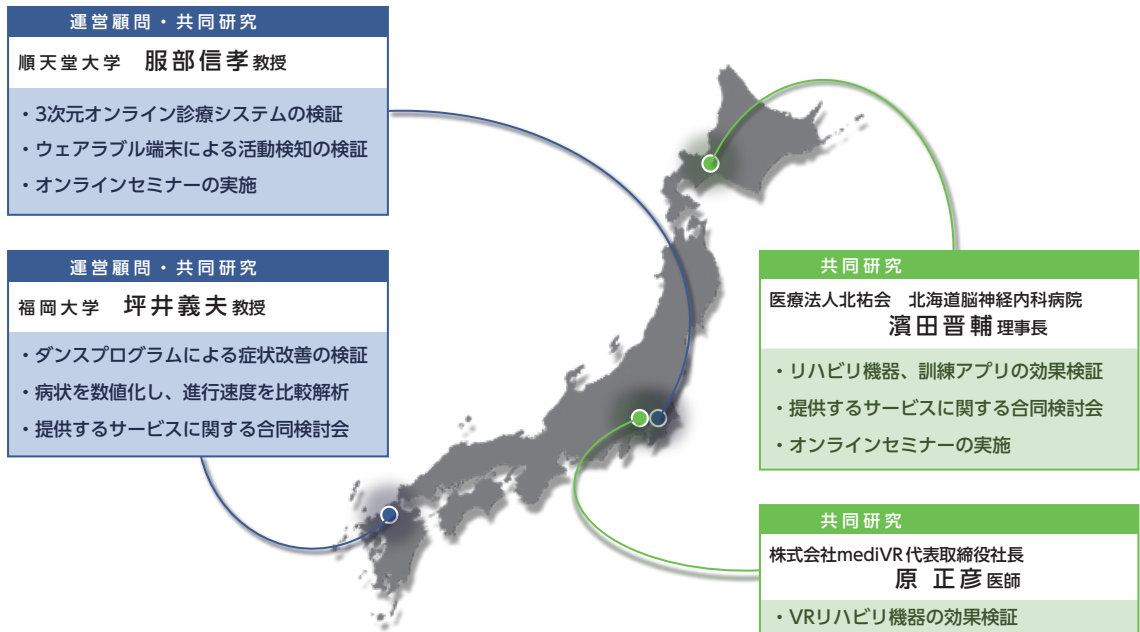 運営顧問・共同研究
順天堂大学 服部信孝教授
・3次元オンライン診療システムの検証
・ウェアラブル端末による活動検知の検証
・オンラインセミナーの実施
運営顧問・共同研究
福岡大学 坪井義夫教授
・ダンスプログラムによる症状改善の検証
・病状を数値化し、進行速度を比較解析
・提供するサービスに関する合同検討会
共同研究
医療法人北祐会 北海道脳神経内科病院
濱田晋輔理事長
・リハビリ機器、訓練アプリの効果検証
・提供するサービスに関する合同検討会
・オンラインセミナーの実施
共同研究
株式会社mediVR代表取締役社長
原 正彦医師
・VRリハビリ機器の効果検証